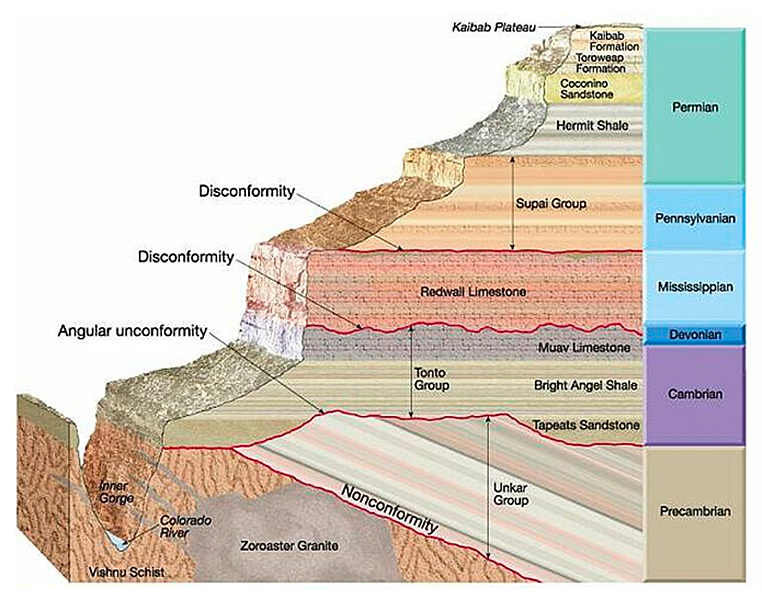 Kaibab Plateau
Kaibab
Formation
Toroweap
Formation
Coconino
Sandstone
Hermit Shale
Permian
Disconformity
Supai Group
Pennsylvanian
Disconformity
Redwall Limestone
Mississippian
Angular unconformity
Devonian
Muav Limestone
Tonto
Group
Bright Angel Shale
Cambrian
Tapeats Sandstone
Inner
Gorge
Unkar
Group
Nonconformity
Precambrian
Colorado
River
Zoroaster Granite
Vishnu Schist